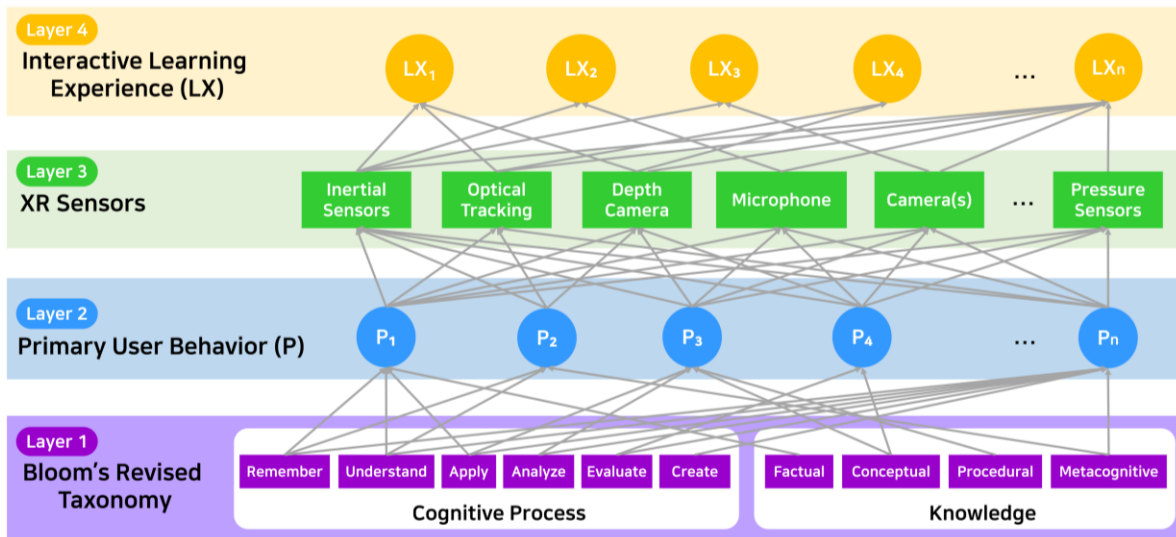 Layer 4
Interactive Learning
Experience (LX)
LX₁
LX₂
LX₃
LX₄
...
LXₙ
Layer 3
XR Sensors
Inertial
Sensors
Optical
Tracking
Depth
Camera
Microphone
Camera(s)
...
Pressure
Sensors
Layer 2
Primary User Behavior (P)
P₁
P₂
P₃
P₄
...
Pₙ
Layer 1
Bloom's Revised
Taxonomy
Remember
Understand
Apply
Analyze
Evaluate
Create
Cognitive Process
Factual
Conceptual
Procedural
Metacognitive
Knowledge